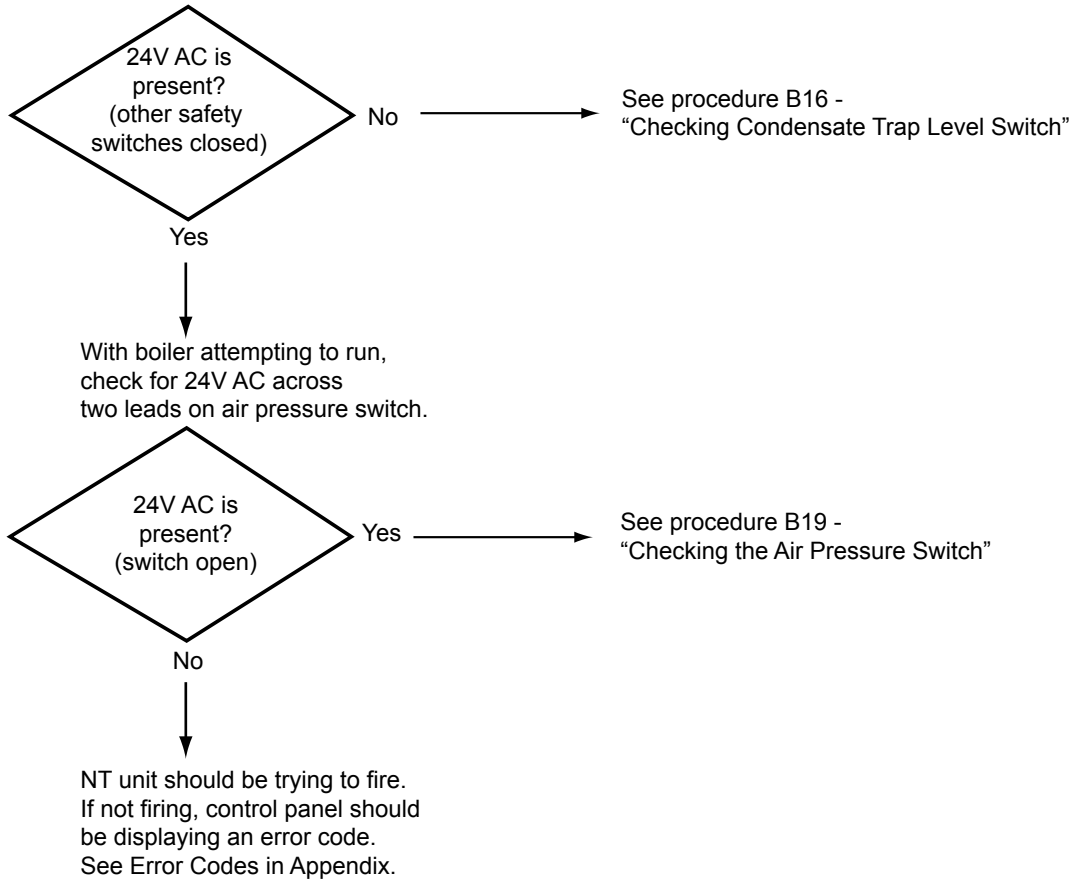 24V AC is
present?
(other safety
switches closed)
No
See procedure B16 -
“Checking Condensate Trap Level Switch”
Yes
With boiler attempting to run,
check for 24V AC across
two leads on air pressure switch.
24V AC is
present?
(switch open)
Yes
See procedure B19 -
“Checking the Air Pressure Switch”
No
NT unit should be trying to fire.
If not firing, control panel should
be displaying an error code.
See Error Codes in Appendix.